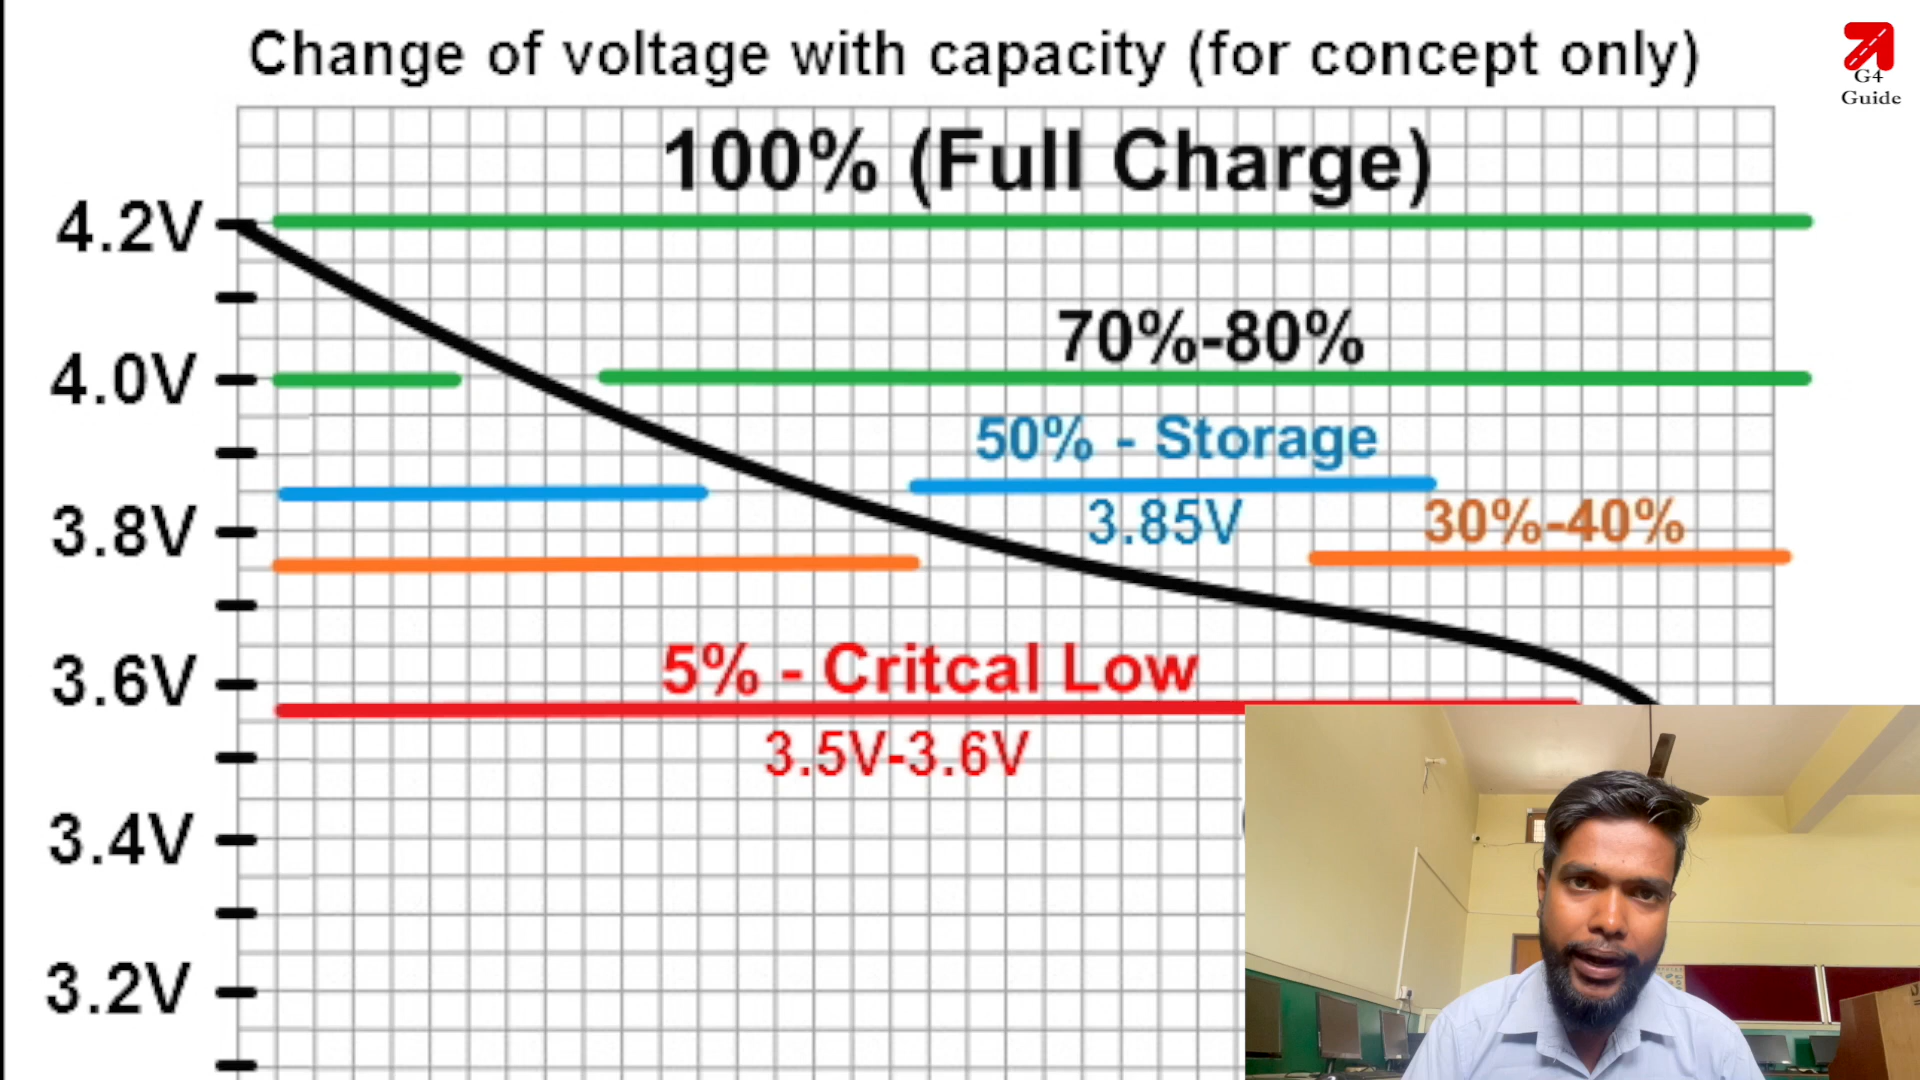 Change of voltage with capacity (for concept only)
G4
Guide
100% (Full Charge)
4.2V
70%-80%
4.0V
50% - Storage
3.85V
30%-40%
3.8V
5% - Critcal Low
3.6V
3.5V-3.6V
3.4V
3.2V